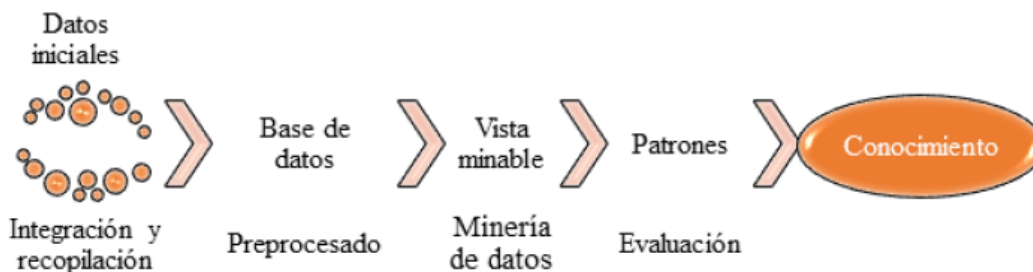 Datos
iniciales
Base de
datos
Vista
minable
Patrones
Conocimiento
Integración y
recopilación
Preprocesado
Minería
de datos
Evaluación